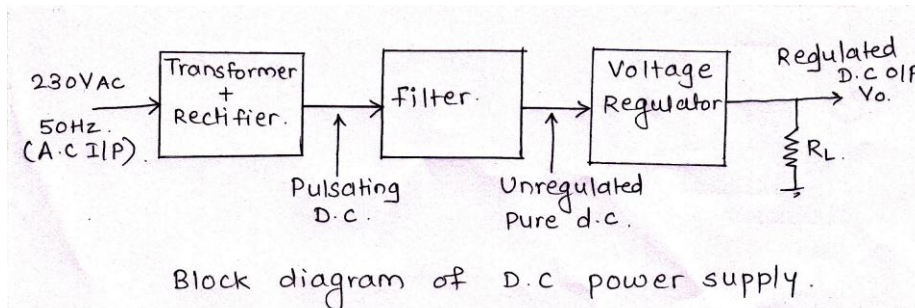 230VAC
50Hz.
(A.C I/P).
Transformer
+
Rectifier.
Pulsating
D.C.
filter.
Unregulated
Pure d.c.
Voltage
Regulator
Regulated
D.C O/P
Vo.
RL.
Block diagram of D.C power supply.